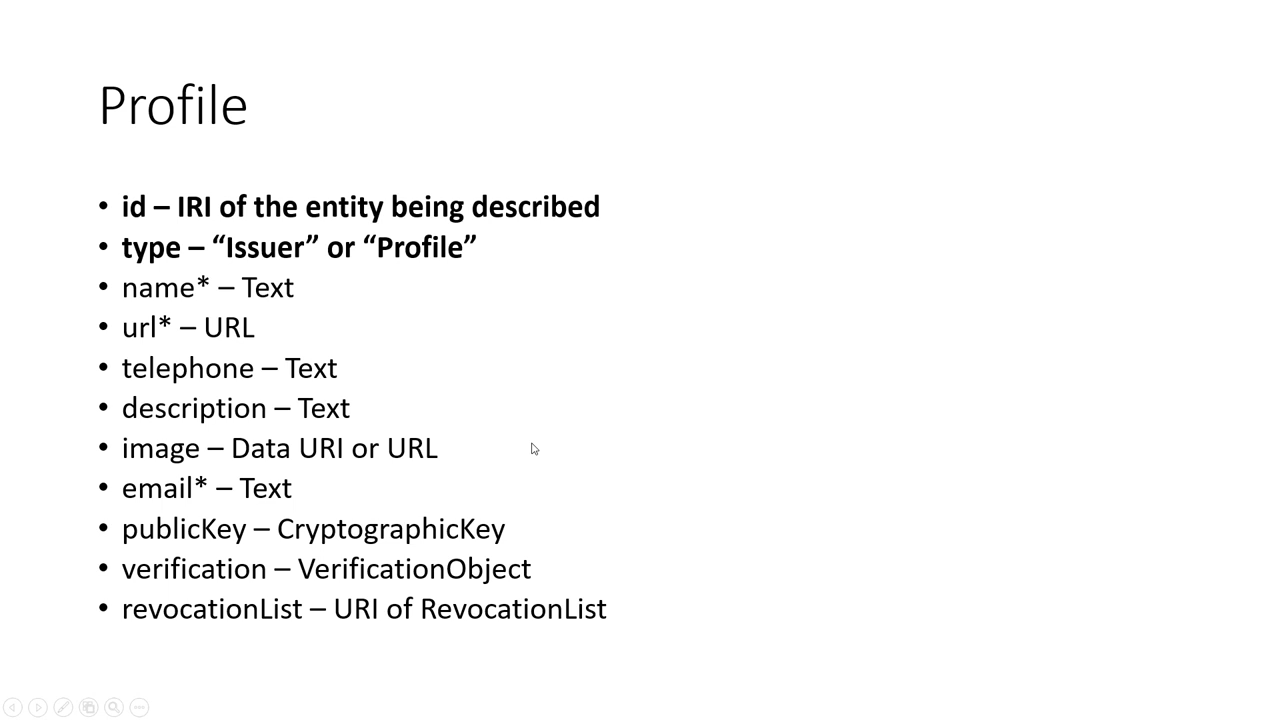 Profile
• id – IRI of the entity being described
• type – “Issuer” or “Profile”
• name* – Text
• url* – URL
• telephone – Text
• description – Text
• image – Data URI or URL
• email* – Text
• publicKey – CryptographicKey
• verification – VerificationObject
• revocationList – URI of RevocationList